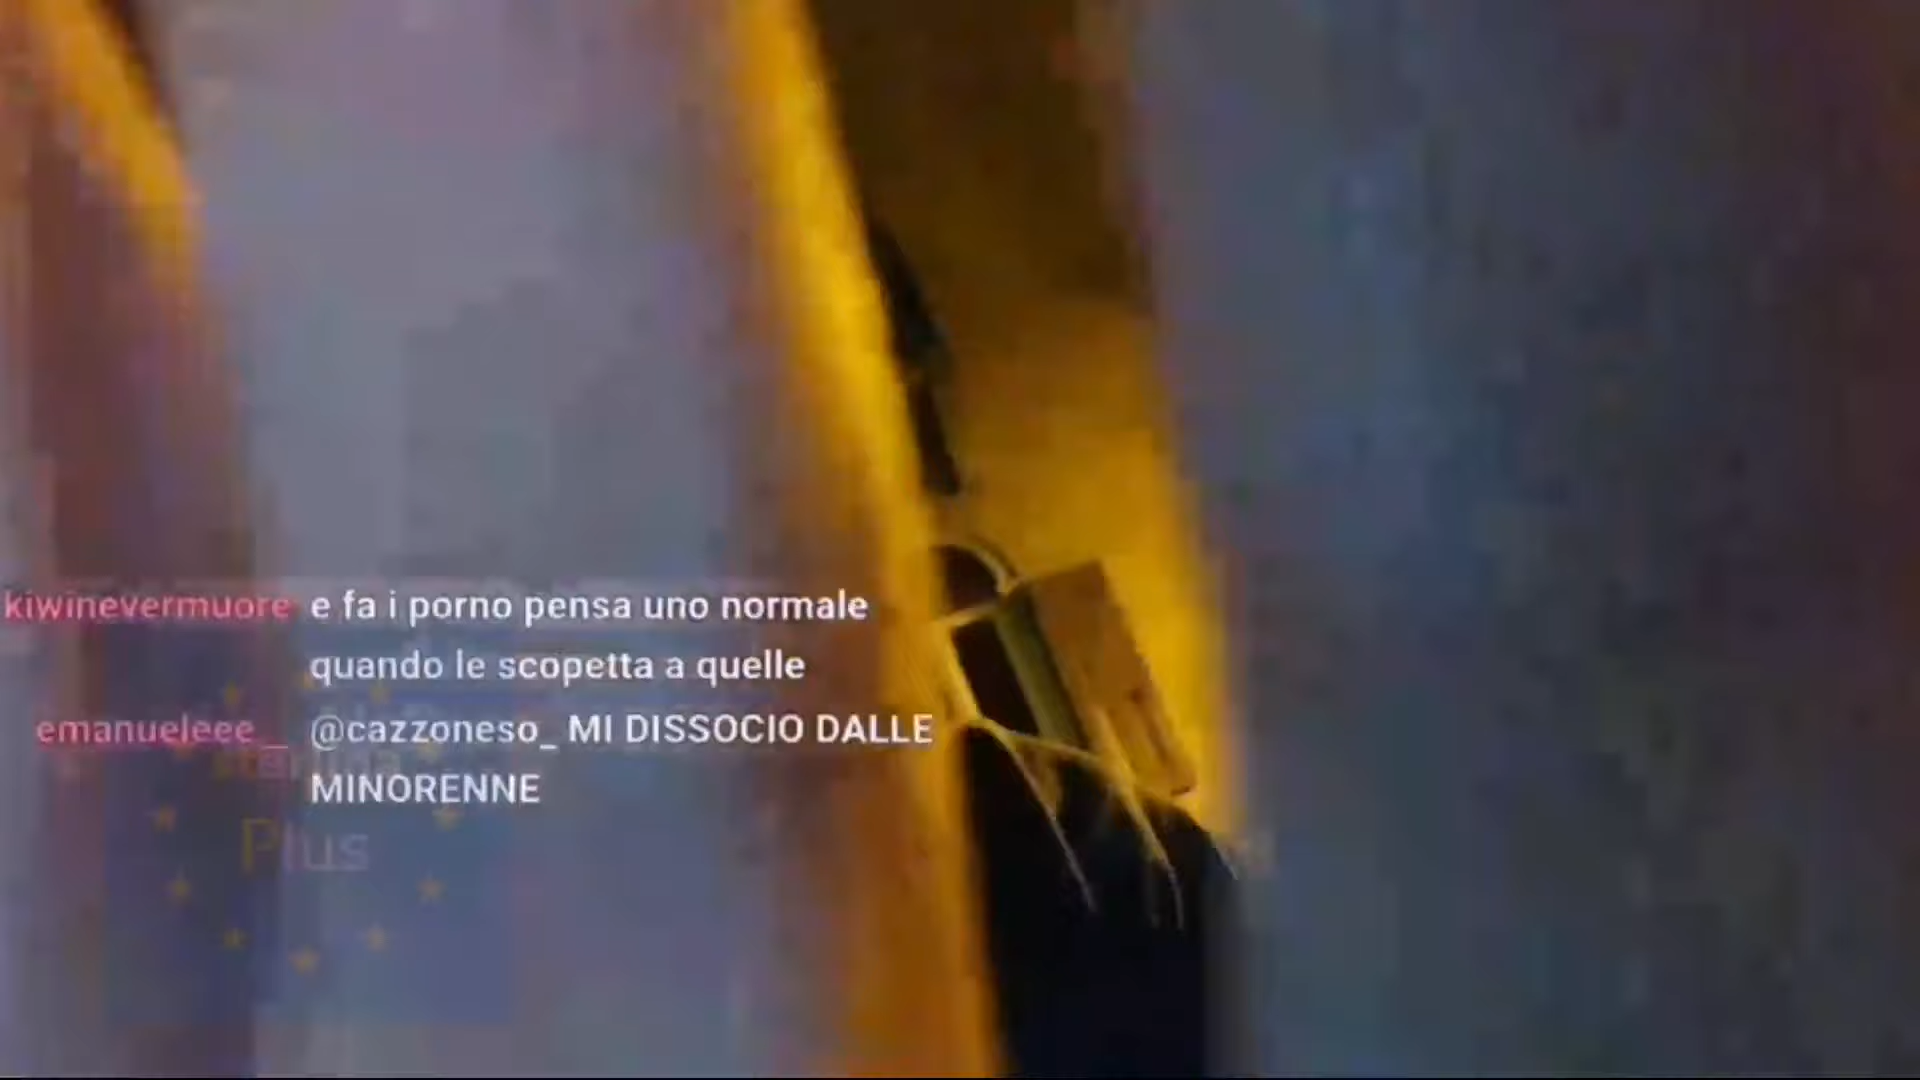 kiwinevermuore e fa i porno pensa uno normale
quando le scopetta a quelle
emanueleee_ @cazzoneso_ MI DISSOCIO DALLE
MINORENNE
Plus